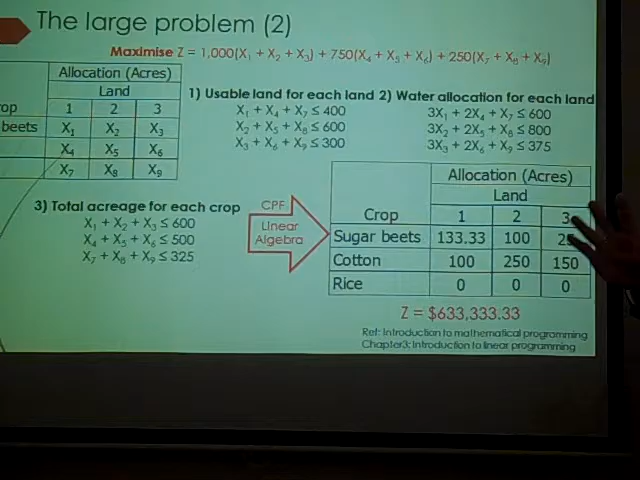 The large problem (2)
Maximise Z = 1,000(X₁ + X₂ + X₃) + 750(X₄ + X₅ + X₆) + 250(X₇ + X₈ + X₉)
Allocation (Acres)
Land
rop 1 2 3
beets X₁ X₂ X₃
X₄ X₅ X₆
X₇ X₈ X₉
1) Usable land for each land
X₁ + X₄ + X₇ ≤ 400
X₂ + X₅ + X₈ ≤ 600
X₃ + X₆ + X₉ ≤ 300
2) Water allocation for each land
3X₁ + 2X₄ + X₇ ≤ 600
3X₂ + 2X₅ + X₈ ≤ 800
3X₃ + 2X₆ + X₉ ≤ 375
3) Total acreage for each crop
X₁ + X₂ + X₃ ≤ 600
X₄ + X₅ + X₆ ≤ 500
X₇ + X₈ + X₉ ≤ 325
CPF
Linear
Algebra
Allocation (Acres)
Land
Crop 1 2 3
Sugar beets 133.33 100 2
Cotton 100 250 150
Rice 0 0 0
Z = $633,333.33
Ref: Introduction to mathematical programming
Chapter3: Introduction to linear programming